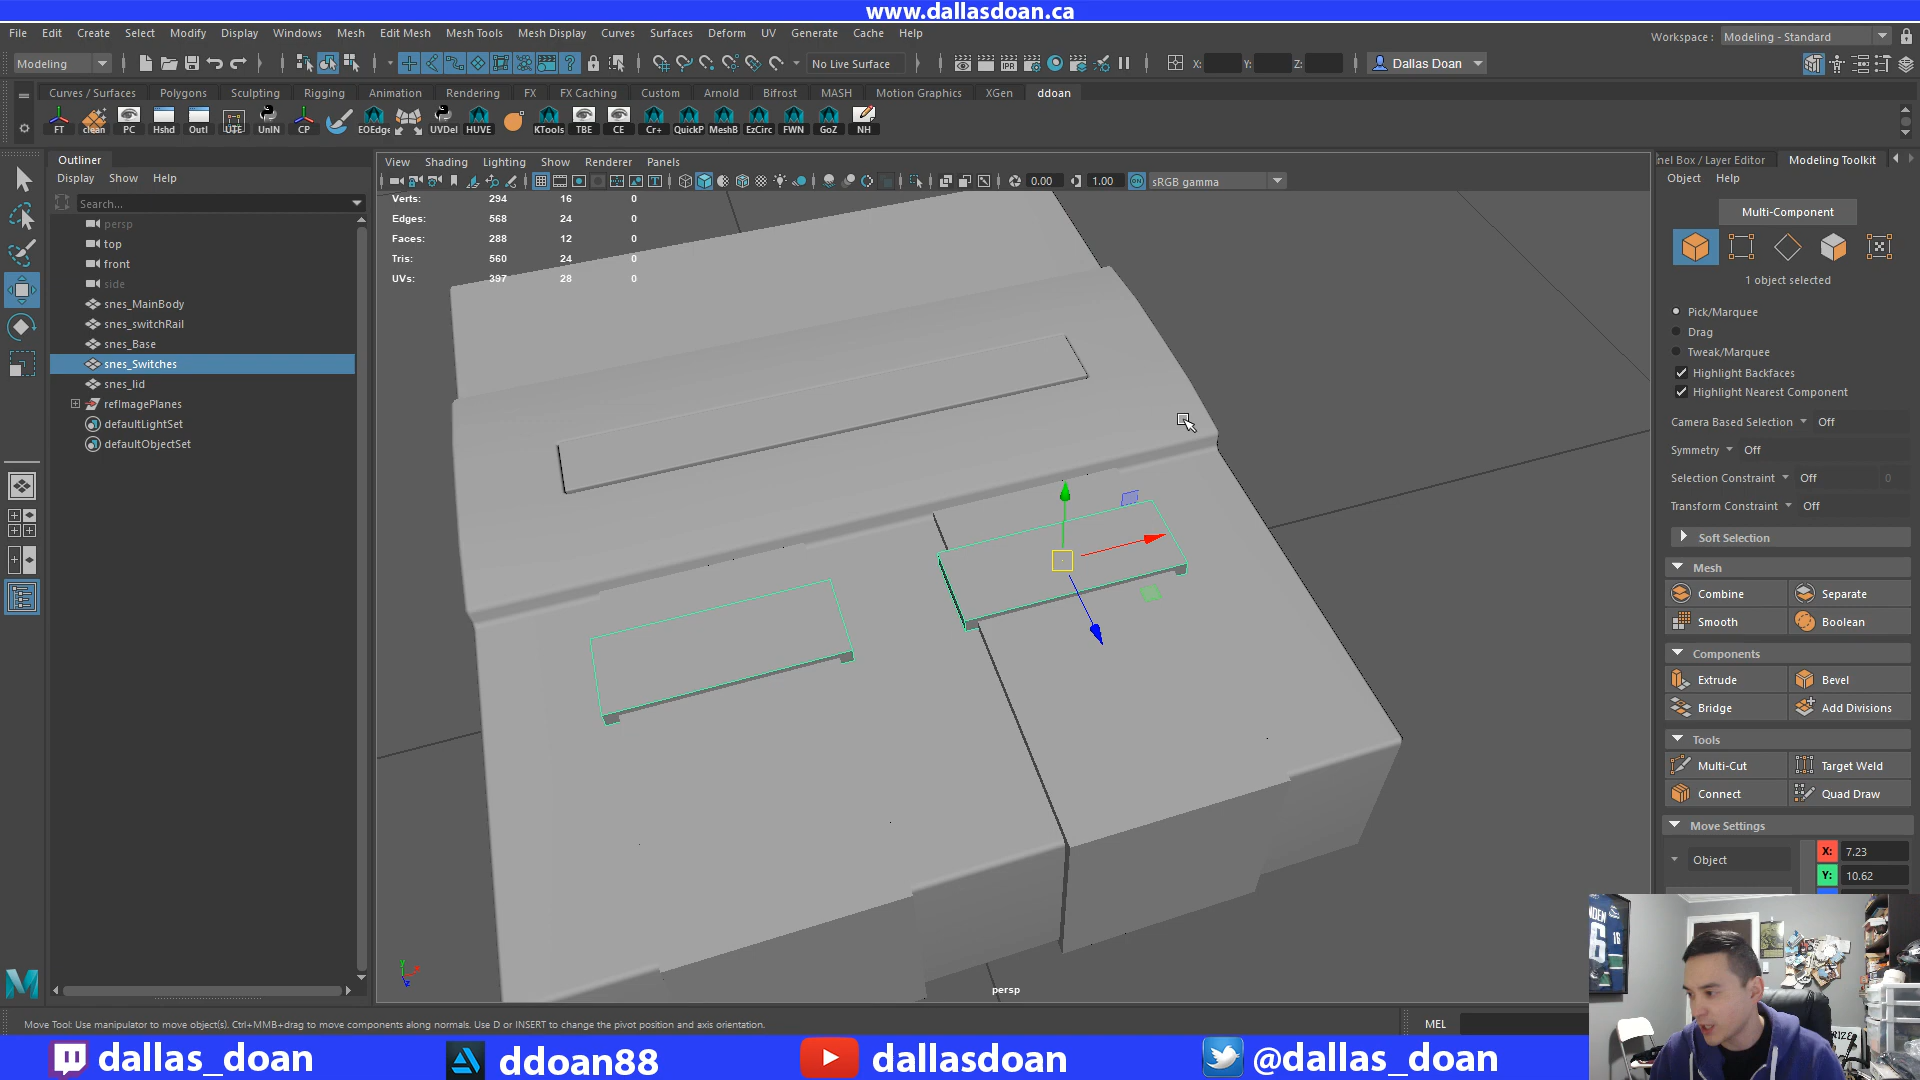 www.dallasdoan.ca
File Edit Create Select Modify Display Windows Mesh Edit Mesh Mesh Tools Mesh Display Curves Surfaces Deform UV Generate Cache Arnold Help
Workspace : Modeling - Standard
Modeling No Live Surface X: Y: Z: Dallas Doan
Curves / Surfaces Polygons Sculpting Rigging Animation Rendering FX FX Caching Custom Arnold Bifrost MASH Motion Graphics XGen ddoan
FT clean PC Hshd Outl UTE UnIN CP EOEdge UVDel HUVE KTools TBE CE Cr+ QuickP MeshB EzCirc FWN GoZ NH
Outliner
Display Show Help
Search...
persp
top
front
side
snes_MainBody
snes_switchRail
snes_Base
snes_Switches
snes_lid
refImagePlanes
defaultLightSet
defaultObjectSet
View Shading Lighting Show Renderer Panels
0.00 1.00 ON sRGB gamma
Verts: 294 16 0
Edges: 568 24 0
Faces: 288 12 0
Tris: 560 24 0
UVs: 397 28 0
persp
nel Box / Layer Editor Modeling Toolkit
Object Help
Multi-Component
1 object selected
Pick/Marquee
Drag
Tweak/Marquee
Highlight Backfaces
Highlight Nearest Component
Camera Based Selection Off
Symmetry Off
Selection Constraint Off 0
Transform Constraint Off
Soft Selection
Mesh
Combine Separate
Smooth Boolean
Components
Extrude Bevel
Bridge Add Divisions
Tools
Multi-Cut Target Weld
Connect Quad Draw
Move Settings
Object X: 7.23
Y: 10.62
Move Tool: Use manipulator to move object(s). Ctrl+MMB+drag to move components along normals. Use D or INSERT to change the pivot position and axis orientation.
MEL
dallas_doan ddoan88 dallasdoan @dallas_doan